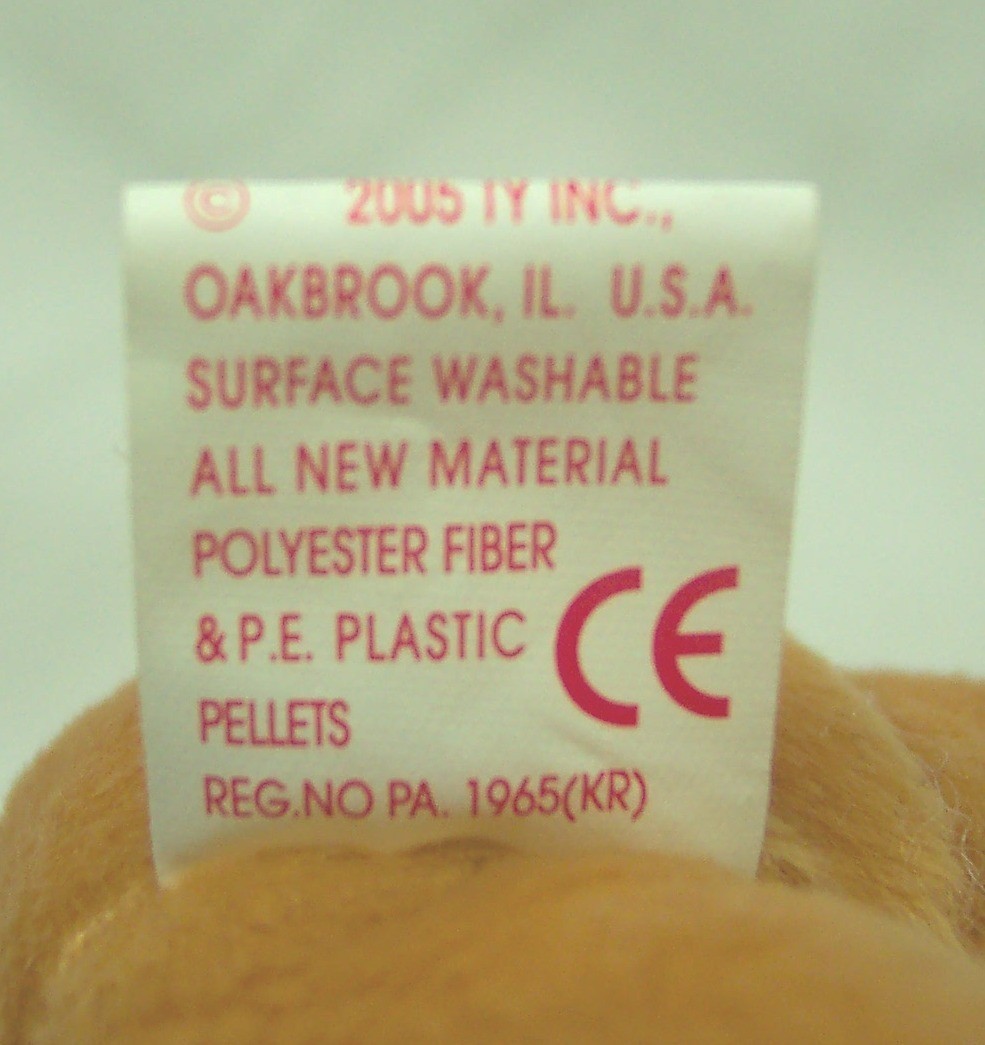 © 2005 TY INC.,
OAKBROOK, IL. U.S.A.
SURFACE WASHABLE
ALL NEW MATERIAL
POLYESTER FIBER
& P.E. PLASTIC
PELLETS
CE
REG.NO PA. 1965(KR)